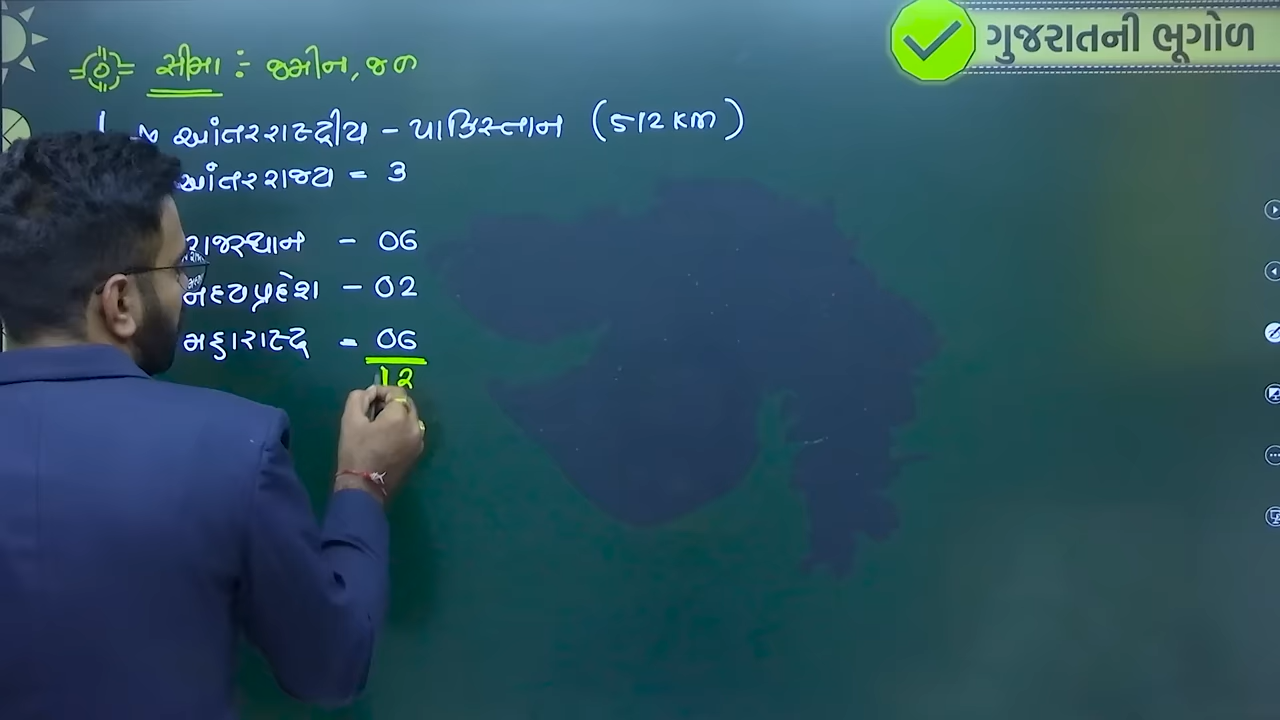 ગુજરાતની ભૂગોળ
સીમા : જમીન, જળ
આંતરરાષ્ટ્રીય - પાકિસ્તાન (512 KM)
આંતરરાજ્ય = 3
રાજસ્થાન - 06
મધ્યપ્રદેશ - 02
મહારાષ્ટ્ર - 06
12